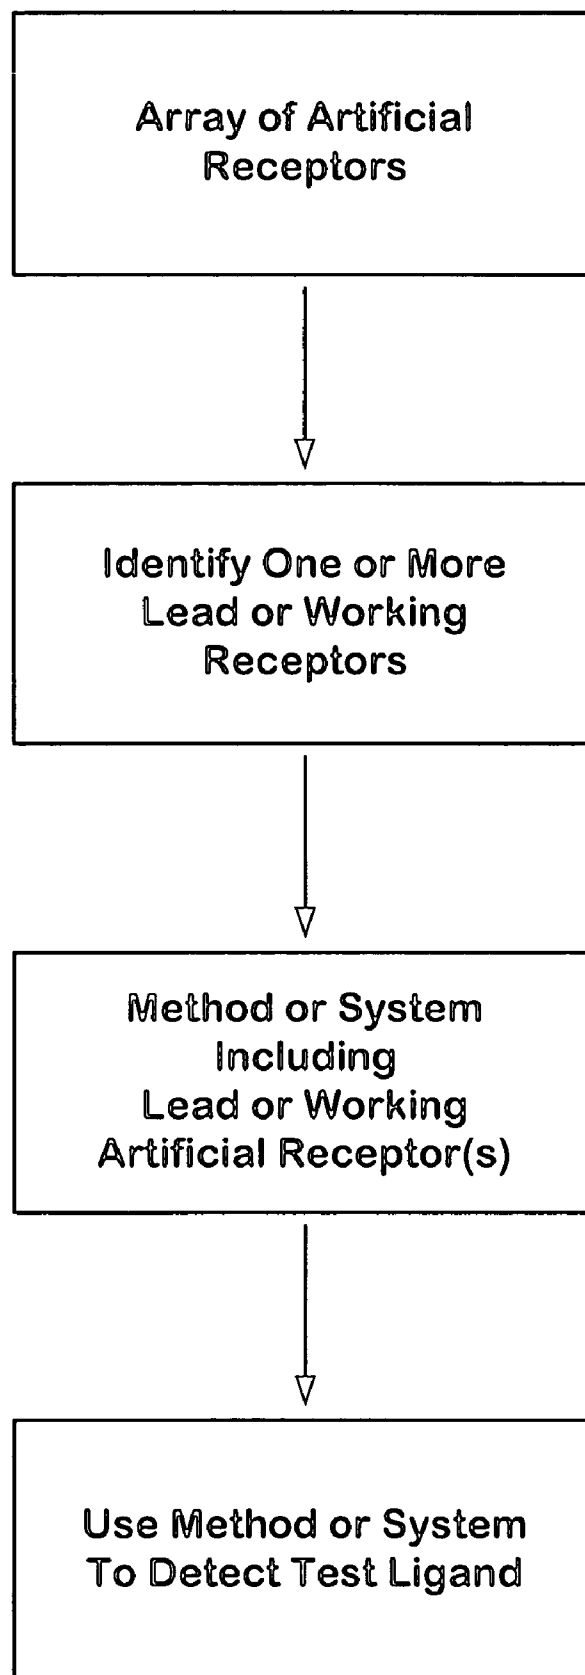 Array of Artificial
Receptors
Identify One or More
Lead or Working
Receptors
Method or System
Including
Lead or Working
Artificial Receptor(s)
Use Method or System
To Detect Test Ligand